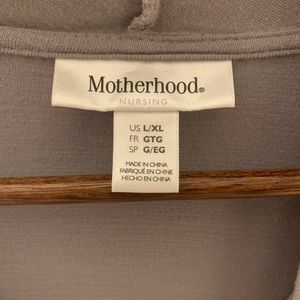 Motherhood®
NURSING
US L/XL
FR GTG
SP G/EG
MADE IN CHINA
FABRIQUÉ EN CHINE
HECHO EN CHINA